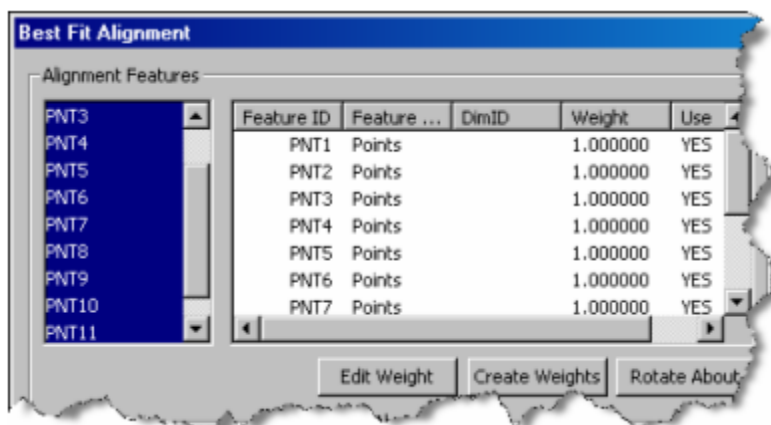 Best Fit Alignment
Alignment Features
PNT3
PNT4
PNT5
PNT6
PNT7
PNT8
PNT9
PNT10
PNT11
Feature ID Feature ... DimID Weight Use
PNT1 Points 1.000000 YES
PNT2 Points 1.000000 YES
PNT3 Points 1.000000 YES
PNT4 Points 1.000000 YES
PNT5 Points 1.000000 YES
PNT6 Points 1.000000 YES
PNT7 Points 1.000000 YES
Edit Weight Create Weights Rotate About